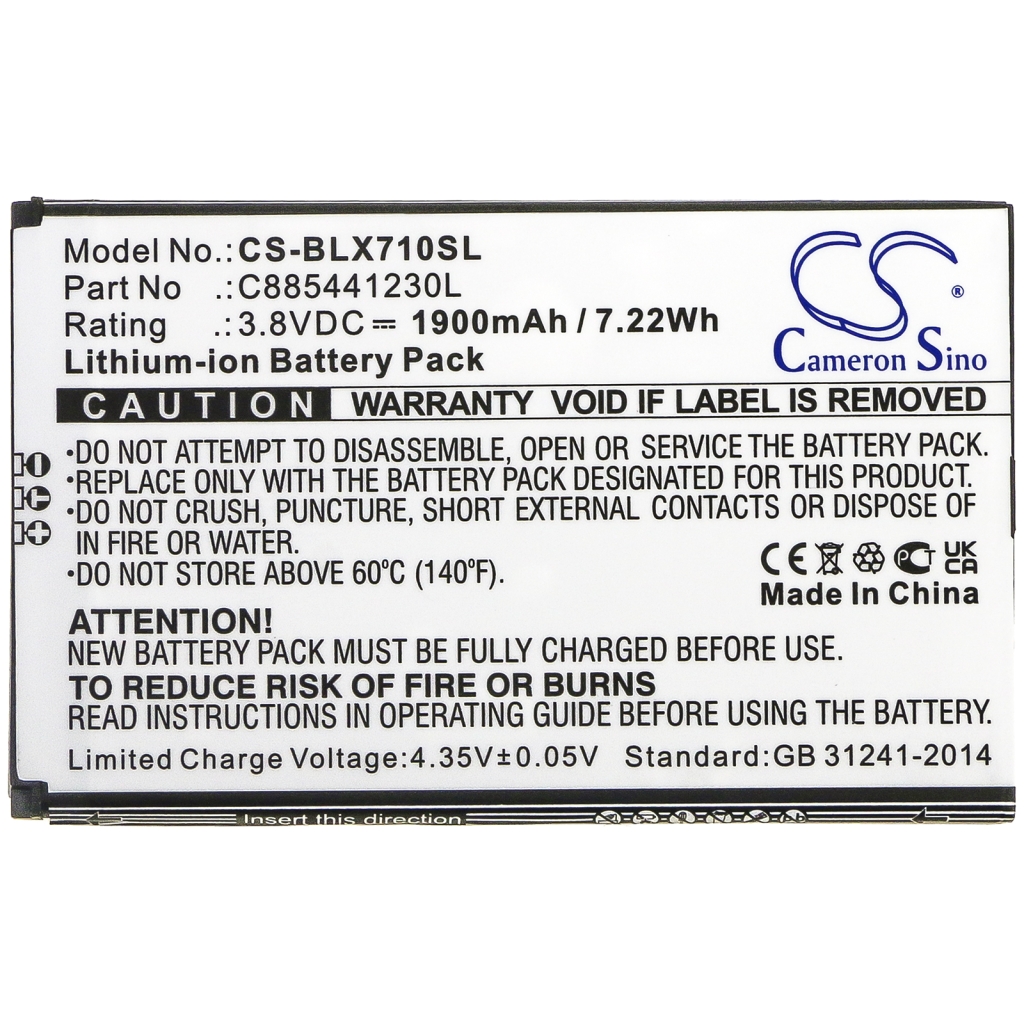 Model No.: CS-BLX710SL
Part No .: C885441230L
Rating .: 3.8VDC ⎓ 1900mAh / 7.22Wh
Lithium-ion Battery Pack
CS ®
Cameron Sino
CAUTION WARRANTY VOID IF LABEL IS REMOVED
•DO NOT ATTEMPT TO DISASSEMBLE, OPEN OR SERVICE THE BATTERY PACK.
•REPLACE ONLY WITH THE BATTERY PACK DESIGNATED FOR THIS PRODUCT.
•DO NOT CRUSH, PUNCTURE, SHORT EXTERNAL CONTACTS OR DISPOSE OF
IN FIRE OR WATER.
•DO NOT STORE ABOVE 60ºC (140ºF).
CE PCT UK CA
Made In China
ATTENTION!
NEW BATTERY PACK MUST BE FULLY CHARGED BEFORE USE.
TO REDUCE RISK OF FIRE OR BURNS
READ INSTRUCTIONS IN OPERATING GUIDE BEFORE USING THE BATTERY.
Limited Charge Voltage:4.35V±0.05V Standard:GB 31241-2014
Insert this direction